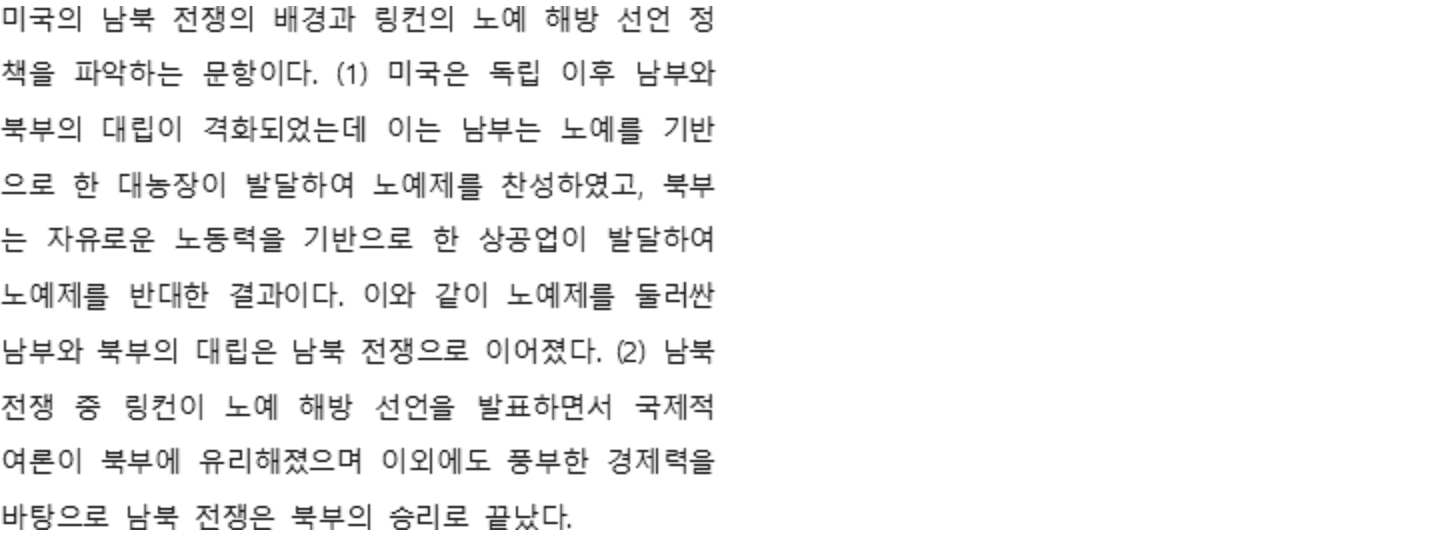 미국의 남북 전쟁의 배경과 링컨의 노예 해방 선언 정
책을 파악하는 문항이다. (1) 미국은 독립 이후 남부와
북부의 대립이 격화되었는데 이는 남부는 노예를 기반
으로 한 대농장이 발달하여 노예제를 찬성하였고, 북부
는 자유로운 노동력을 기반으로 한 상공업이 발달하여
노예제를 반대한 결과이다. 이와 같이 노예제를 둘러싼
남부와 북부의 대립은 남북 전쟁으로 이어졌다. (2) 남북
전쟁 중 링컨이 노예 해방 선언을 발표하면서 국제적
여론이 북부에 유리해졌으며 이외에도 풍부한 경제력을
바탕으로 남북 전쟁은 북부의 승리로 끝났다.